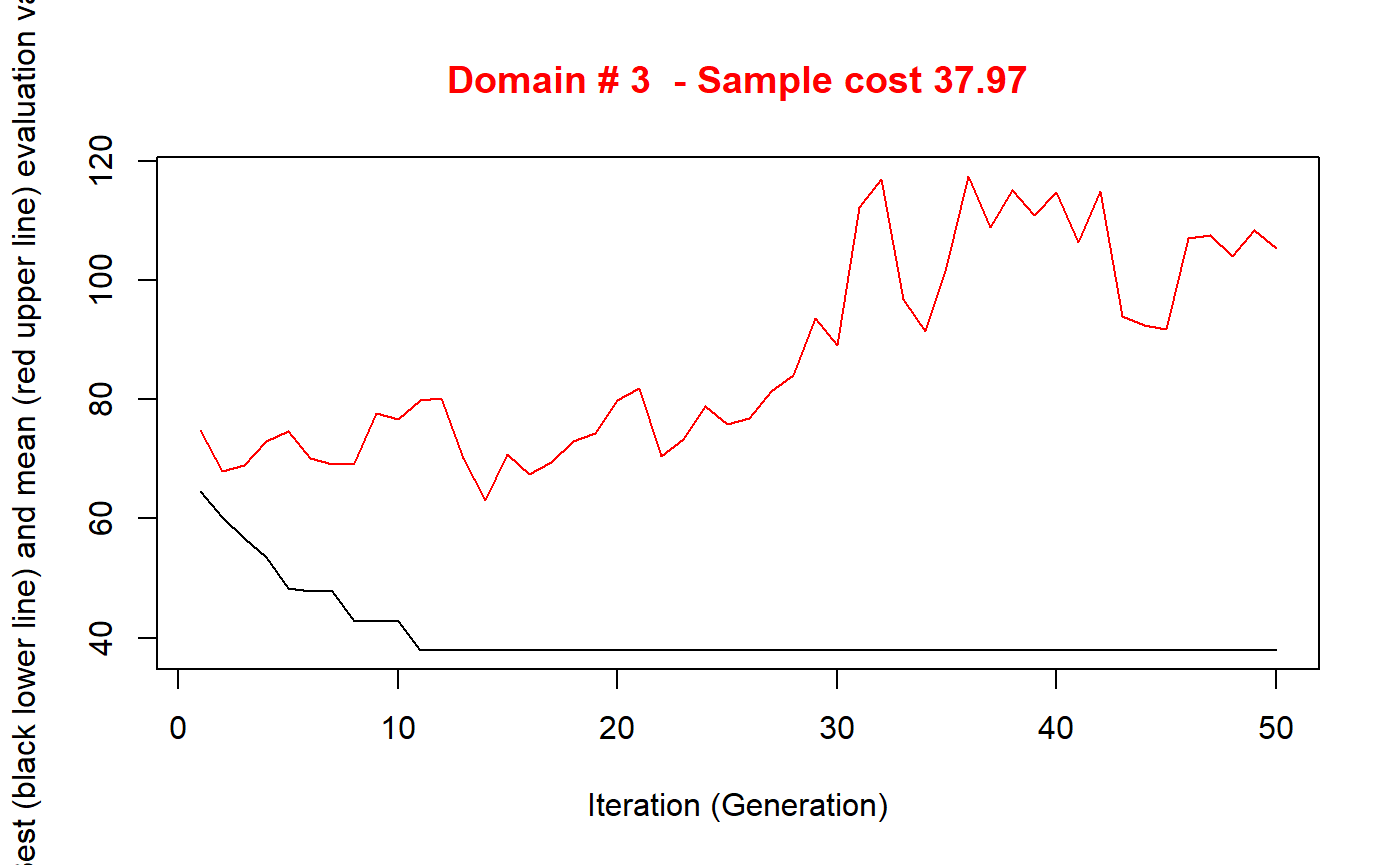 Domain # 3  - Sample cost 37.97
(black lower line) and mean (red upper line) evaluation
120
100
80
60
40
0 10 20 30 40 50
Iteration (Generation)